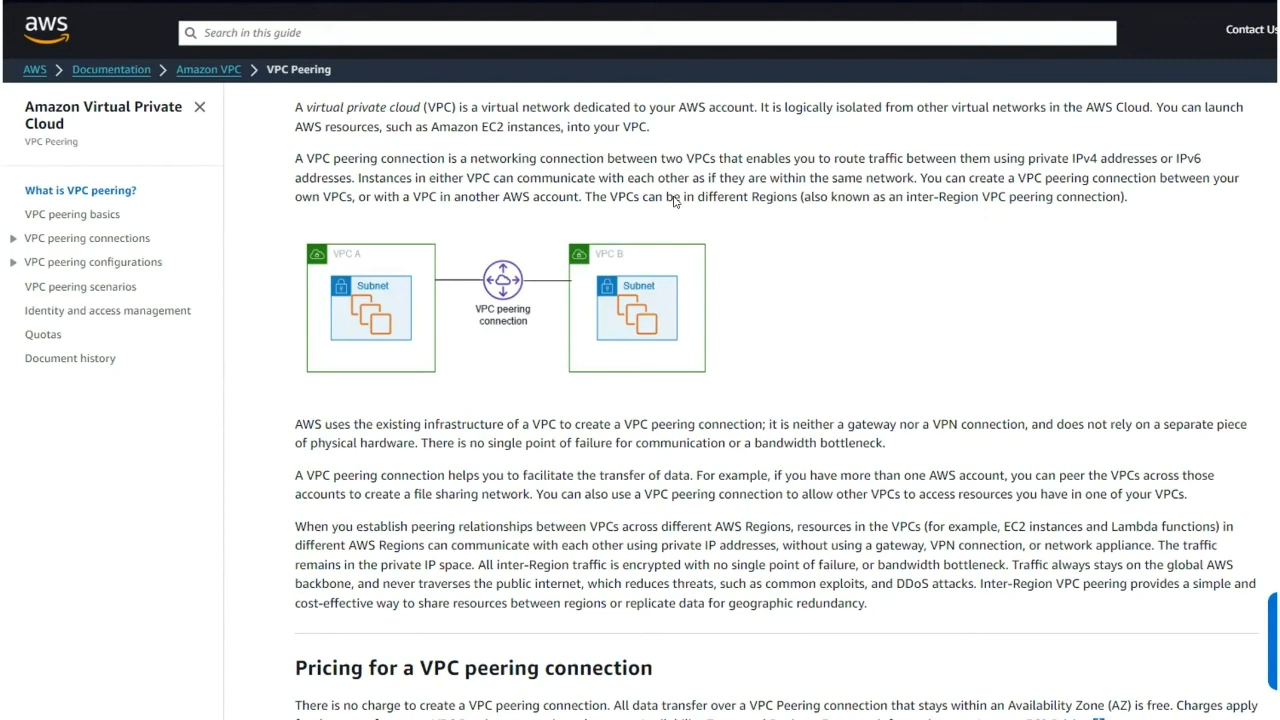 aws
Search in this guide
Contact Us
AWS > Documentation > Amazon VPC > VPC Peering
Amazon Virtual Private
Cloud
VPC Peering
What is VPC peering?
VPC peering basics
VPC peering connections
VPC peering configurations
VPC peering scenarios
Identity and access management
Quotas
Document history
A virtual private cloud (VPC) is a virtual network dedicated to your AWS account. It is logically isolated from other virtual networks in the AWS Cloud. You can launch
AWS resources, such as Amazon EC2 instances, into your VPC.
A VPC peering connection is a networking connection between two VPCs that enables you to route traffic between them using private IPv4 addresses or IPv6
addresses. Instances in either VPC can communicate with each other as if they are within the same network. You can create a VPC peering connection between your
own VPCs, or with a VPC in another AWS account. The VPCs can be in different Regions (also known as an inter-Region VPC peering connection).
VPC A
Subnet
VPC peering
connection
VPC B
Subnet
AWS uses the existing infrastructure of a VPC to create a VPC peering connection; it is neither a gateway nor a VPN connection, and does not rely on a separate piece
of physical hardware. There is no single point of failure for communication or a bandwidth bottleneck.
A VPC peering connection helps you to facilitate the transfer of data. For example, if you have more than one AWS account, you can peer the VPCs across those
accounts to create a file sharing network. You can also use a VPC peering connection to allow other VPCs to access resources you have in one of your VPCs.
When you establish peering relationships between VPCs across different AWS Regions, resources in the VPCs (for example, EC2 instances and Lambda functions) in
different AWS Regions can communicate with each other using private IP addresses, without using a gateway, VPN connection, or network appliance. The traffic
remains in the private IP space. All inter-Region traffic is encrypted with no single point of failure, or bandwidth bottleneck. Traffic always stays on the global AWS
backbone, and never traverses the public internet, which reduces threats, such as common exploits, and DDoS attacks. Inter-Region VPC peering provides a simple and
cost-effective way to share resources between regions or replicate data for geographic redundancy.
Pricing for a VPC peering connection
There is no charge to create a VPC peering connection. All data transfer over a VPC Peering connection that stays within an Availability Zone (AZ) is free. Charges apply